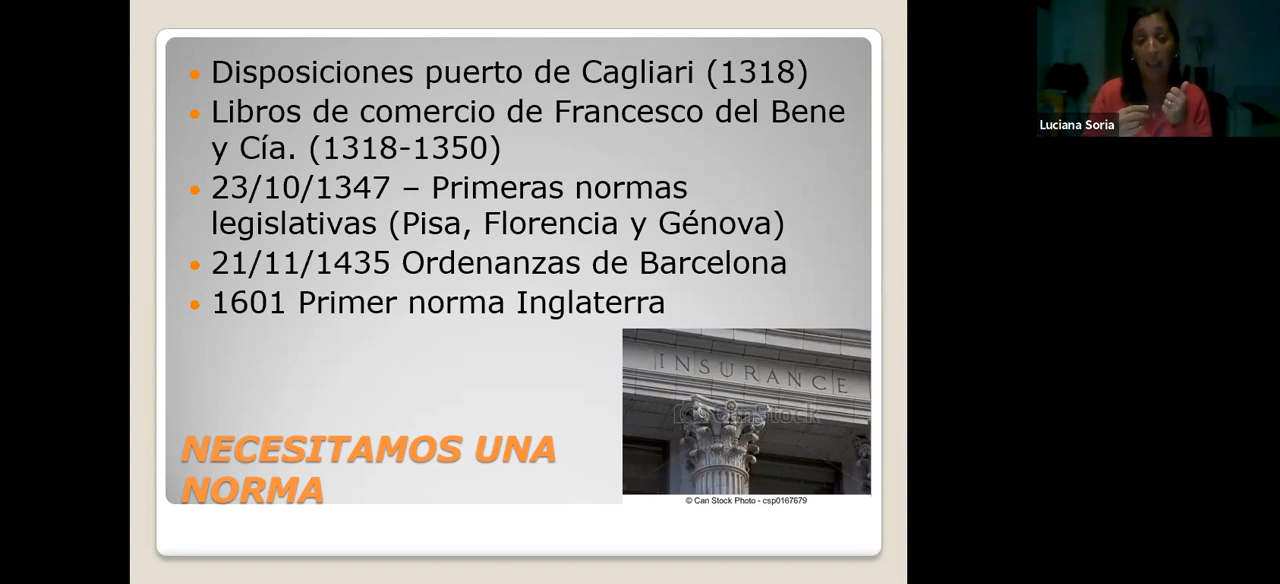 Disposiciones puerto de Cagliari (1318)
Libros de comercio de Francesco del Bene
y Cía. (1318-1350)
23/10/1347 – Primeras normas
legislativas (Pisa, Florencia y Génova)
21/11/1435 Ordenanzas de Barcelona
1601 Primer norma Inglaterra
INSURANCE
CanStock
© Can Stock Photo - csp0167679
NECESITAMOS UNA
NORMA
Luciana Soria